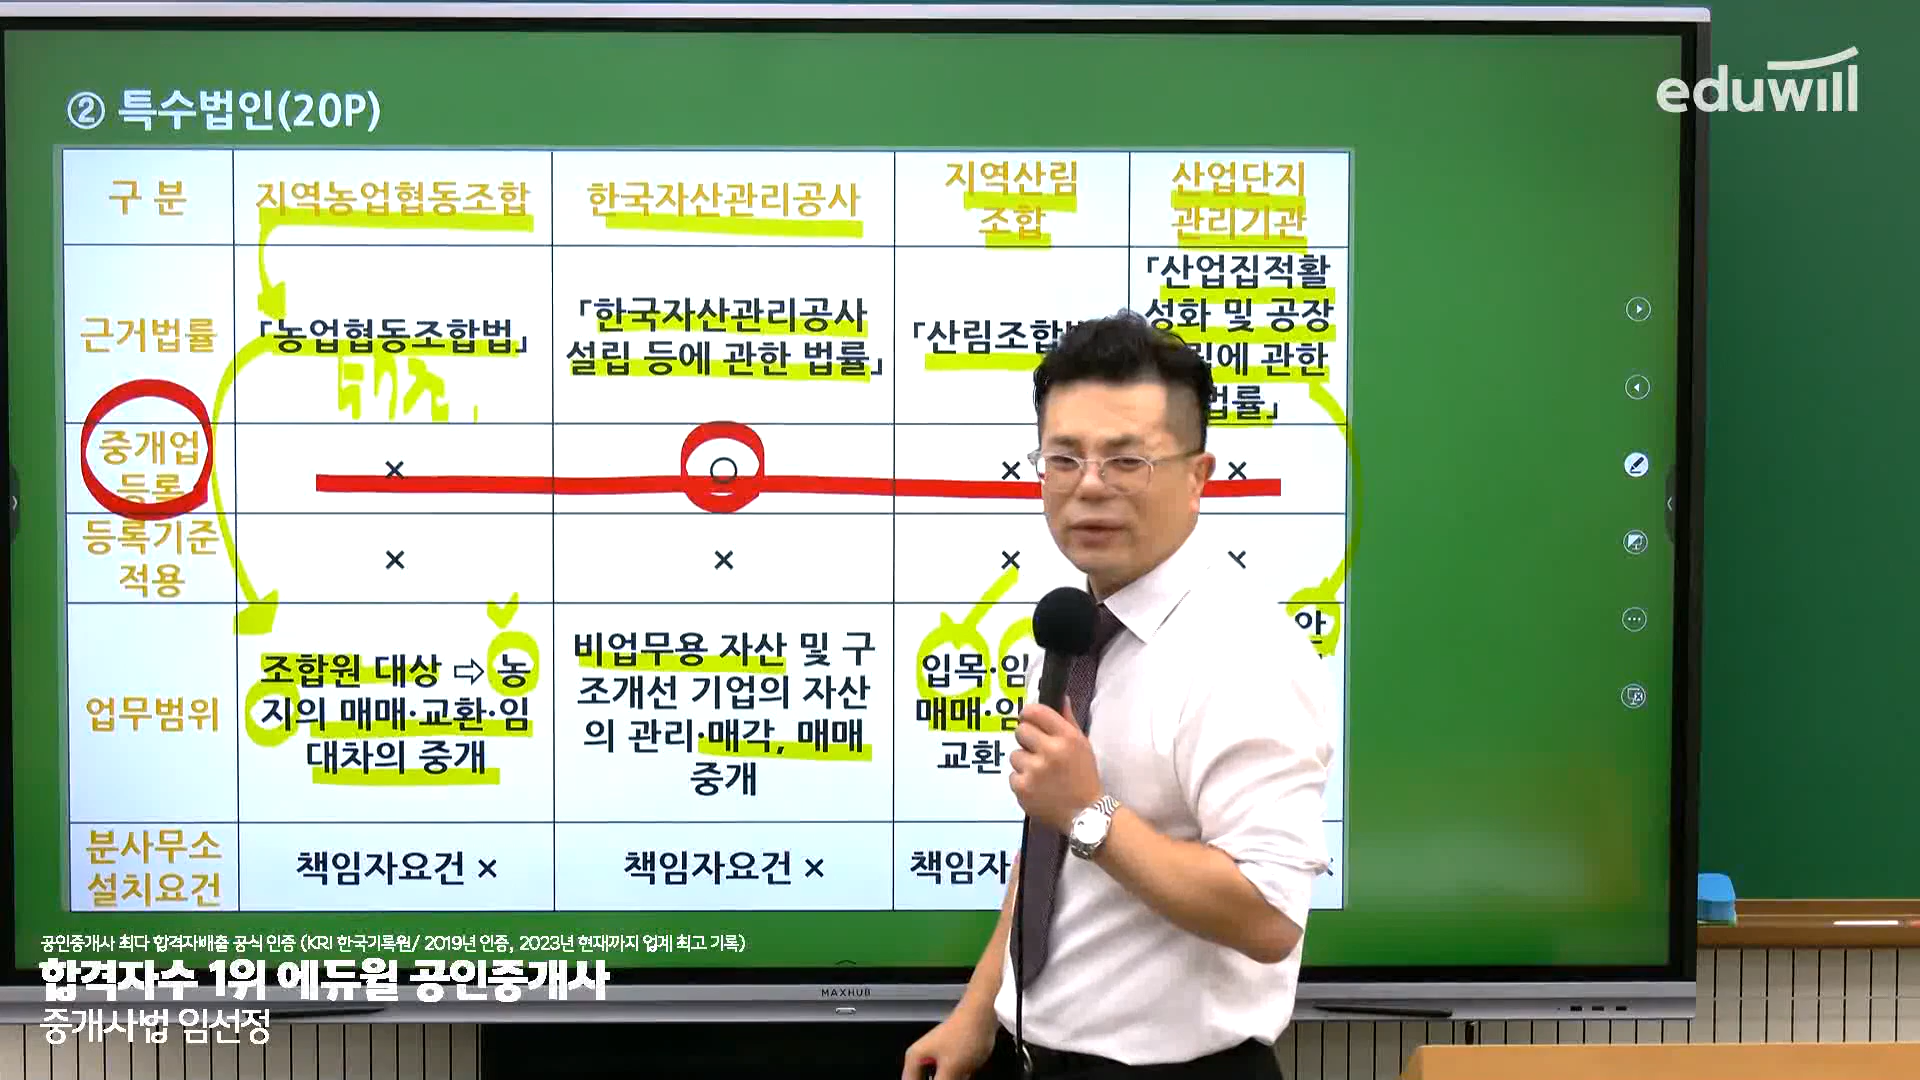 eduwill
② 특수법인(20P)
구 분
지역농업협동조합
한국자산관리공사
지역산림
조합
산업단지
관리기관
근거법률
「농업협동조합법」
「한국자산관리공사
설립 등에 관한 법률」
「산림조합
「산업집적활
성화 및 공장
에 관한
법률」
중개업
등록
×
○
×
×
등록기준
적용
×
×
×
×
업무범위
조합원 대상 ⇨ 농
지의 매매·교환·임
대차의 중개
비업무용 자산 및 구
조개선 기업의 자산
의 관리·매각, 매매
중개
입목·임
매매·임
교환
안
분사무소
설치요건
책임자요건 ×
책임자요건 ×
책임자
공인중개사 최다 합격자배출 공식 인증 (KRI 한국기록원/ 2019년 인증, 2023년 현재까지 업계 최고 기록)
합격자수 1위 에듀윌 공인중개사
중개사법 임선정
MAXHUB